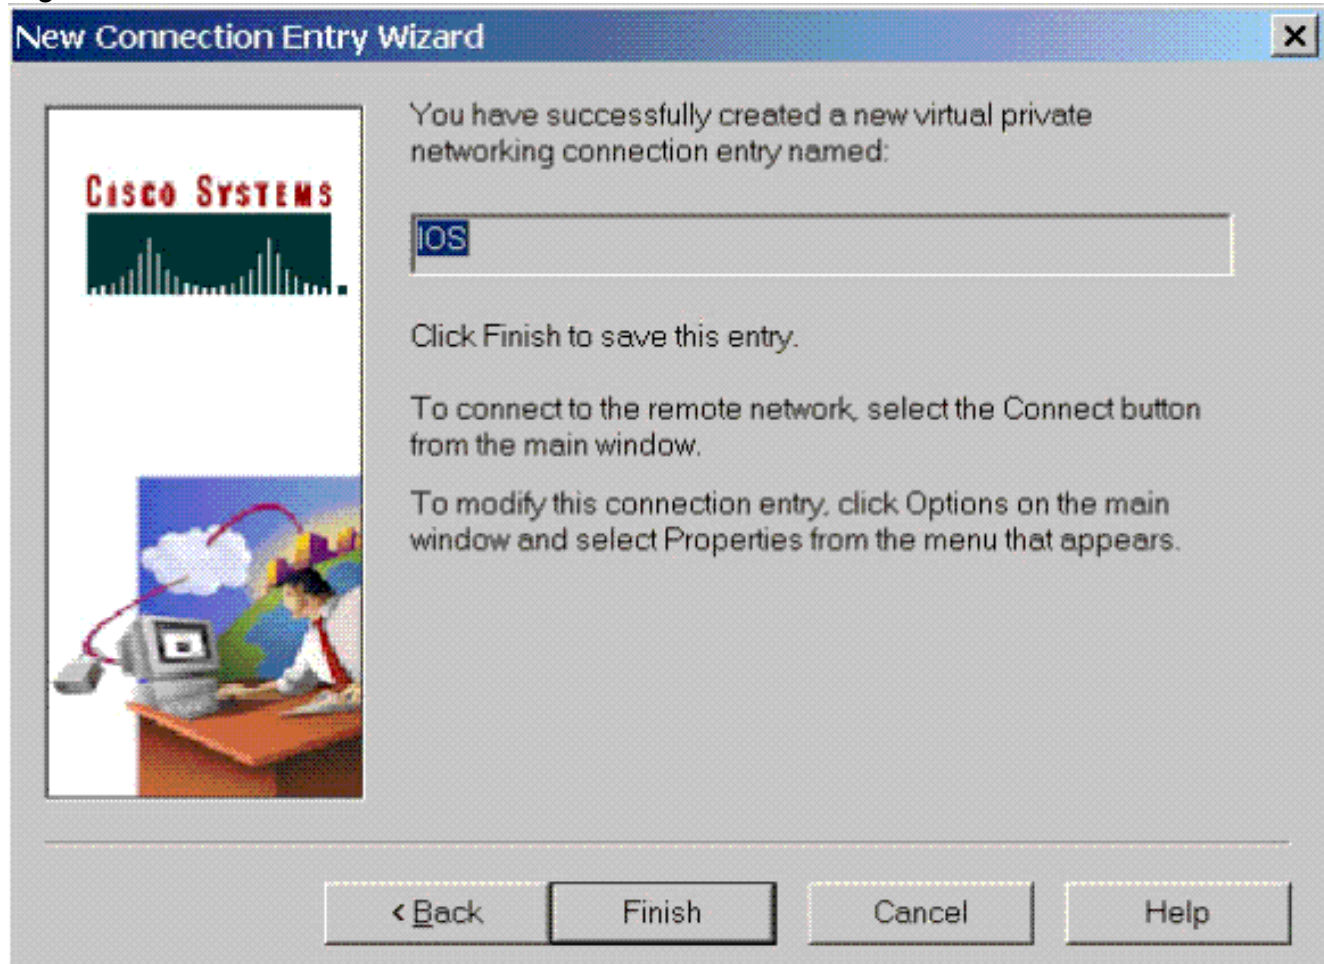 New Connection Entry Wizard
CISCO SYSTEMS
You have successfully created a new virtual private
networking connection entry named:
IOS
Click Finish to save this entry.
To connect to the remote network, select the Connect button
from the main window.
To modify this connection entry, click Options on the main
window and select Properties from the menu that appears.
< Back
Finish
Cancel
Help